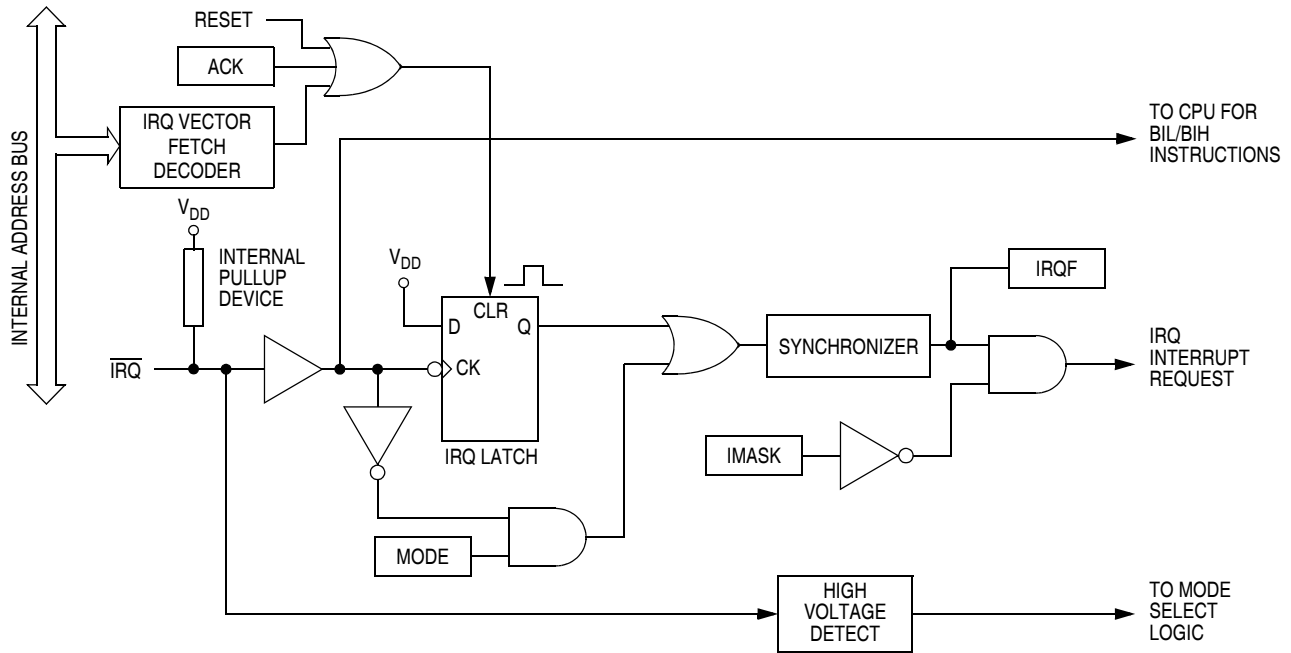 RESET
ACK
INTERNAL ADDRESS BUS
IRQ VECTOR
FETCH
DECODER
TO CPU FOR
BIL/BIH
INSTRUCTIONS
VDD
INTERNAL
PULLUP
DEVICE
VDD
CLR
D
Q
CK
IRQ LATCH
IRQ
SYNCHRONIZER
IRQF
IRQ
INTERRUPT
REQUEST
IMASK
MODE
HIGH
VOLTAGE
DETECT
TO MODE
SELECT
LOGIC